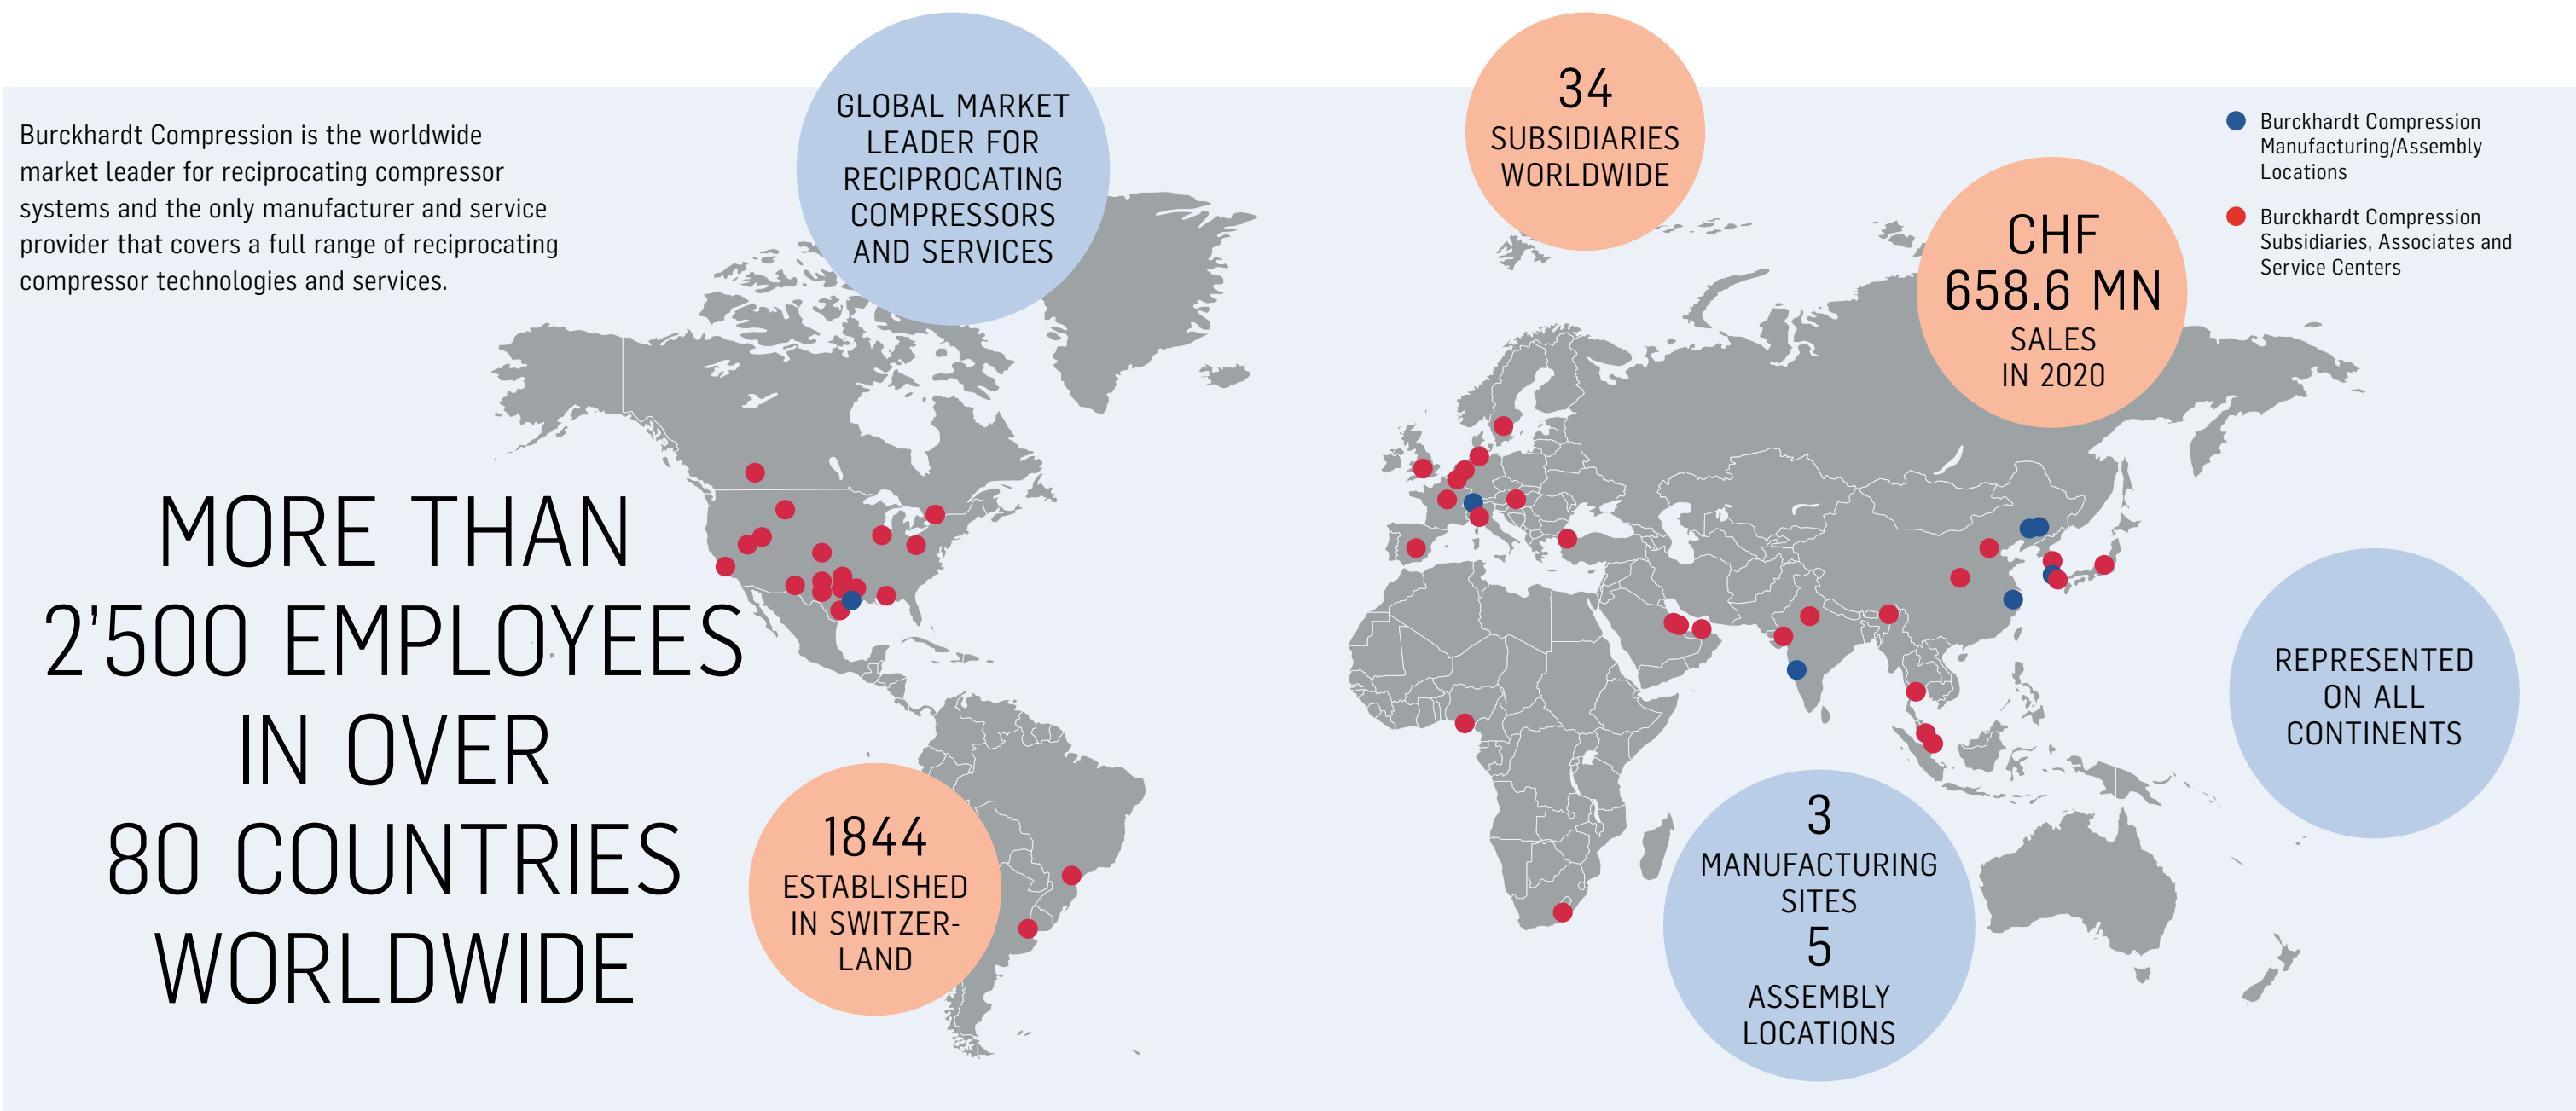 Burckhardt Compression is the worldwide
market leader for reciprocating compressor
systems and the only manufacturer and service
provider that covers a full range of reciprocating
compressor technologies and services.
MORE THAN
2’500 EMPLOYEES
IN OVER
80 COUNTRIES
WORLDWIDE
GLOBAL MARKET
LEADER FOR
RECIPROCATING
COMPRESSORS
AND SERVICES
34
SUBSIDIARIES
WORLDWIDE
CHF
658.6 MN
SALES
IN 2020
Burckhardt Compression
Manufacturing/Assembly
Locations
Burckhardt Compression
Subsidiaries, Associates and
Service Centers
1844
ESTABLISHED
IN SWITZER-
LAND
3
MANUFACTURING
SITES
5
ASSEMBLY
LOCATIONS
REPRESENTED
ON ALL
CONTINENTS